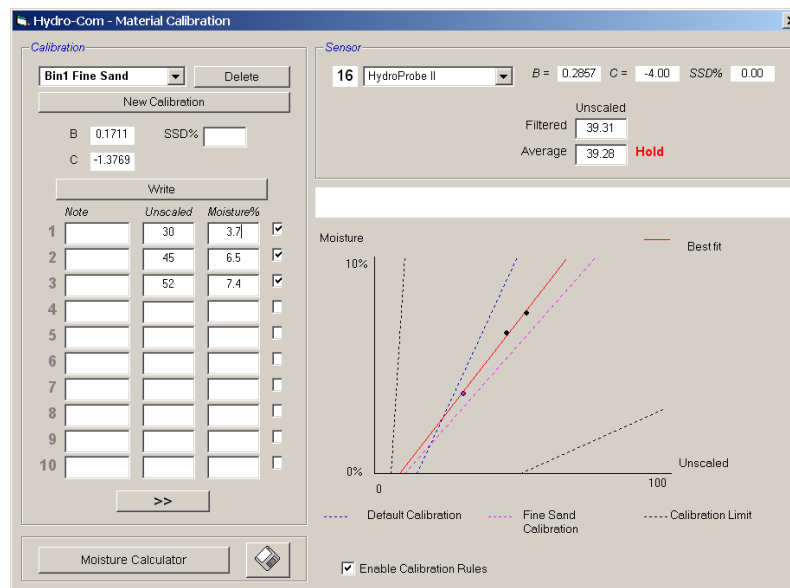 Hydro-Com - Material Calibration
Calibration
Bin1 Fine Sand
Delete
New Calibration
B 0.1711 SSD%
C -1.3769
Write
Note Unscaled Moisture%
1 30 3.7
2 45 6.5
3 52 7.4
4
5
6
7
8
9
10
>>
Moisture Calculator
Sensor
16 HydroProbe II B = 0.2857 C = -4.00 SSD% 0.00
Unscaled
Filtered 39.31
Average 39.28 Hold
Moisture
Best fit
10%
0%
0
100
Unscaled
Default Calibration
Fine Sand
Calibration
Calibration Limit
Enable Calibration Rules